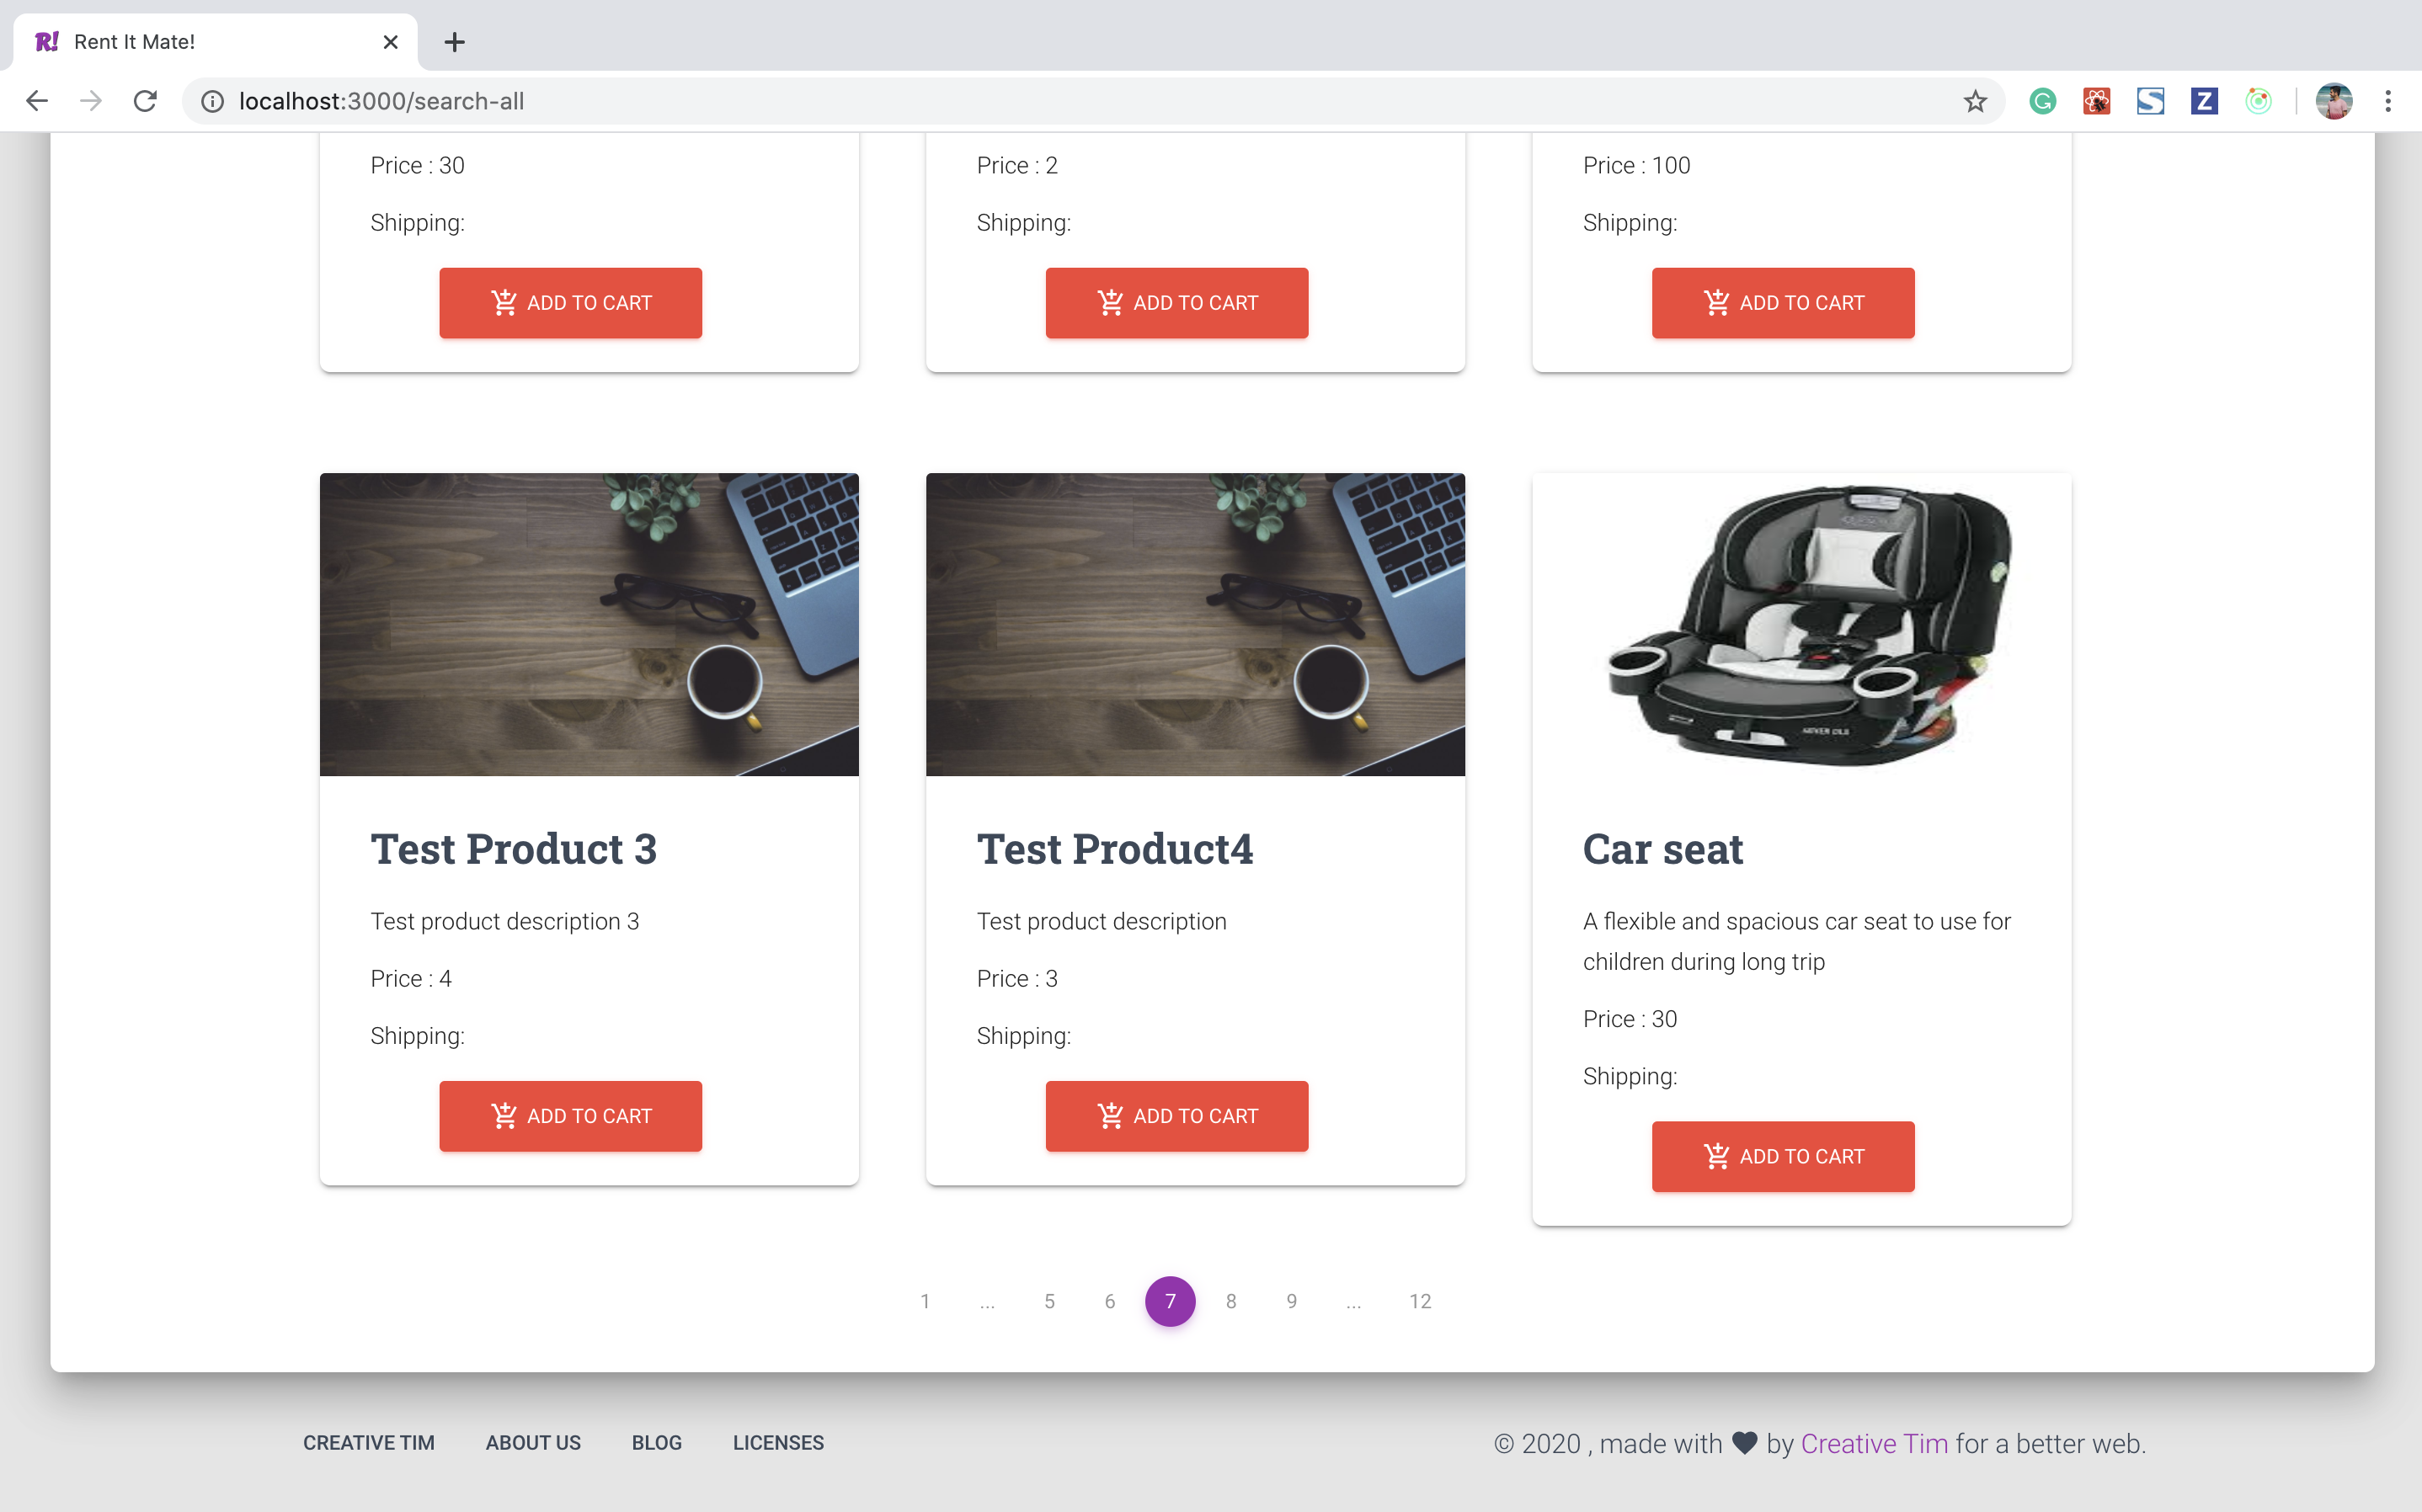 R! Rent It Mate!
localhost:3000/search-all
Price : 30
Shipping:
ADD TO CART
Price : 2
Shipping:
ADD TO CART
Price : 100
Shipping:
ADD TO CART
Test Product 3
Test product description 3
Price : 4
Shipping:
ADD TO CART
Test Product4
Test product description
Price : 3
Shipping:
ADD TO CART
Car seat
A flexible and spacious car seat to use for
children during long trip
Price : 30
Shipping:
ADD TO CART
1 ... 5 6 7 8 9 ... 12
CREATIVE TIM ABOUT US BLOG LICENSES
© 2020 , made with by Creative Tim for a better web.